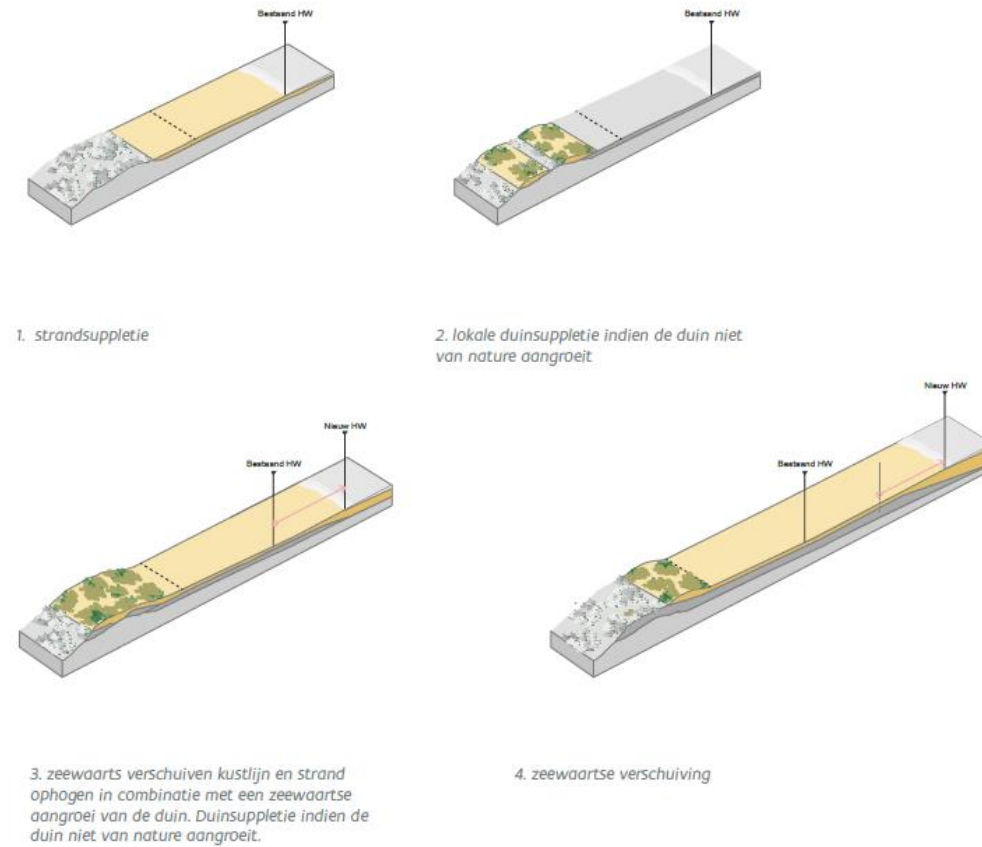 Bestaand HW
Bestaand HW
1. strandsuppletie
2. lokale duinsuppletie indien de duin niet
van nature aangroeit
Nieuw HW
Bestaand HW
Nieuw HW
Bestaand HW
3. zeewaarts verschuiven kustlijn en strand
ophogen in combinatie met een zeewaartse
aangroei van de duin. Duinsuppletie indien de
duin niet van nature aangroeit.
4. zeewaartse verschuiving